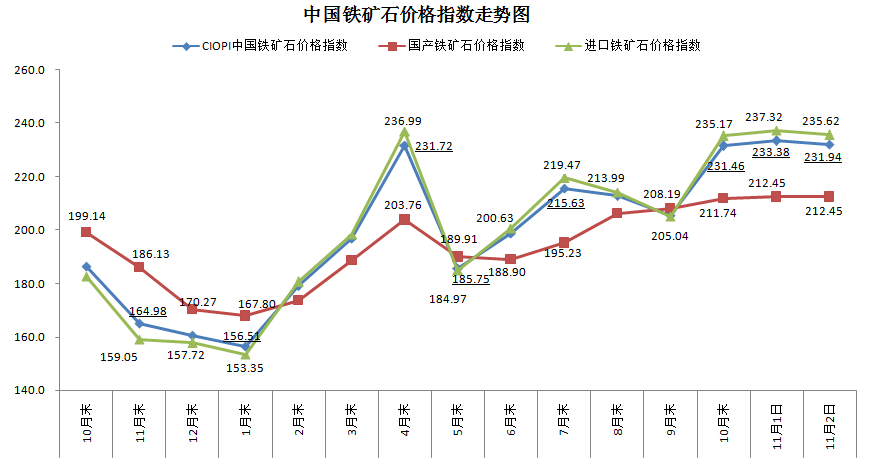 中国铁矿石价格指数走势图
CIOPI中国铁矿石价格指数 国产铁矿石价格指数 进口铁矿石价格指数
260.0
240.0
220.0
200.0
180.0
160.0
140.0
199.14
186.13
164.98
159.05
170.27
157.72
167.80
156.51
153.35
236.99
231.72
203.76
189.91
185.75
184.97
200.63
188.90
219.47
215.63
195.23
213.99
208.19
205.04
235.17
231.46
211.74
237.32
233.38
212.45
235.62
231.94
212.45
10月末
11月末
12月末
1月末
2月末
3月末
4月末
5月末
6月末
7月末
8月末
9月末
10月末
11月1日
11月2日